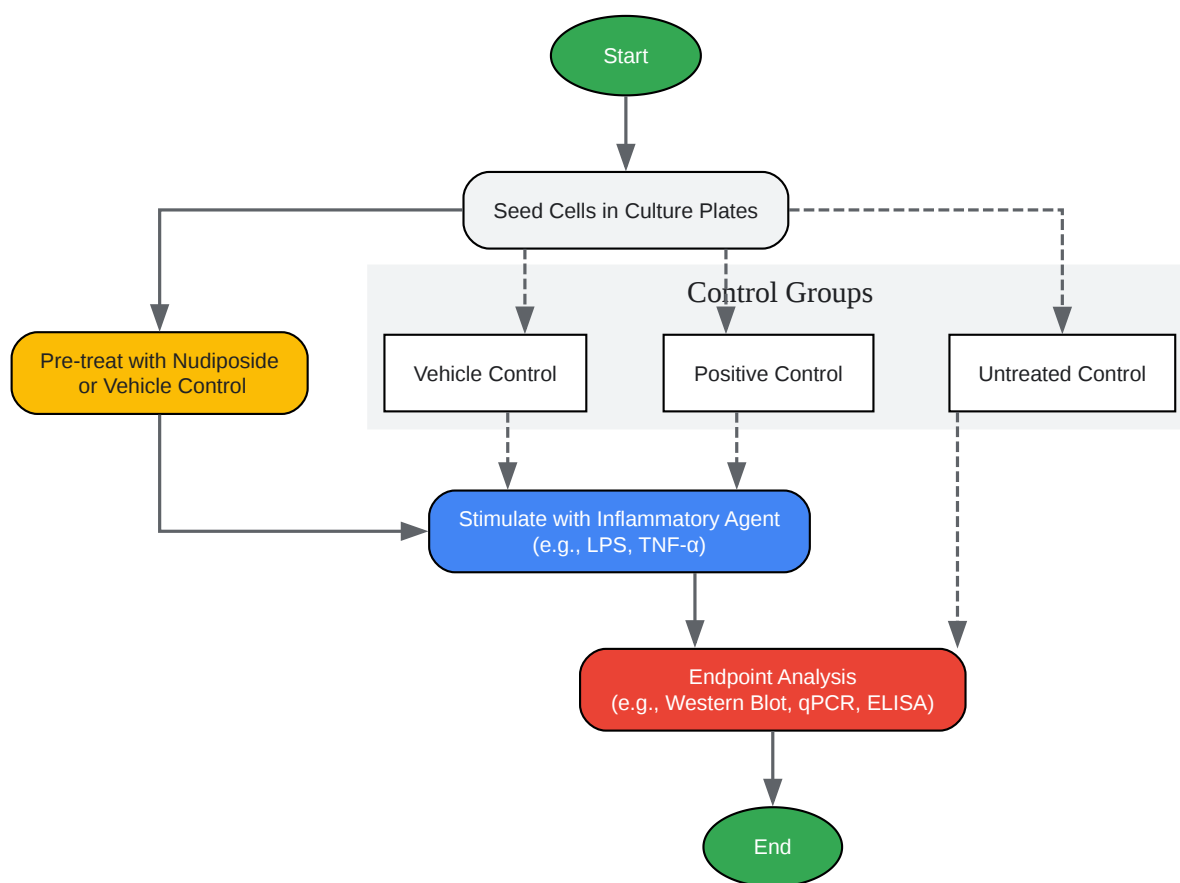 Start
Seed Cells in Culture Plates
Control Groups
Pre-treat with Nudiposide
or Vehicle Control
Vehicle Control
Positive Control
Untreated Control
Stimulate with Inflammatory Agent
(e.g., LPS, TNF-α)
Endpoint Analysis
(e.g., Western Blot, qPCR, ELISA)
End